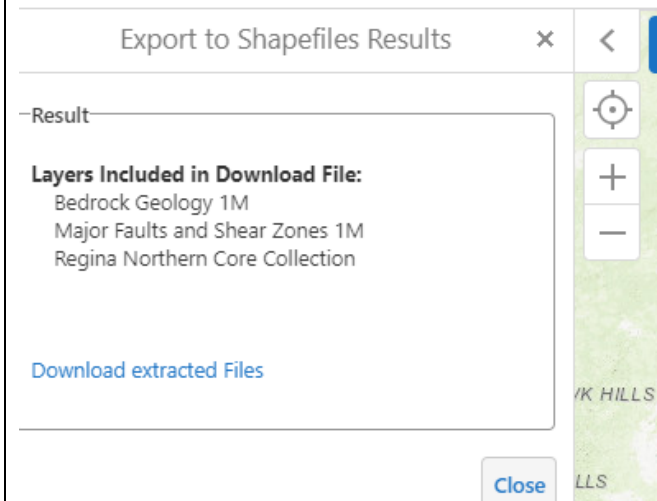 Export to Shapefiles Results
Result
Layers Included in Download File:
Bedrock Geology 1M
Major Faults and Shear Zones 1M
Regina Northern Core Collection
Download extracted Files
HILLS
Close